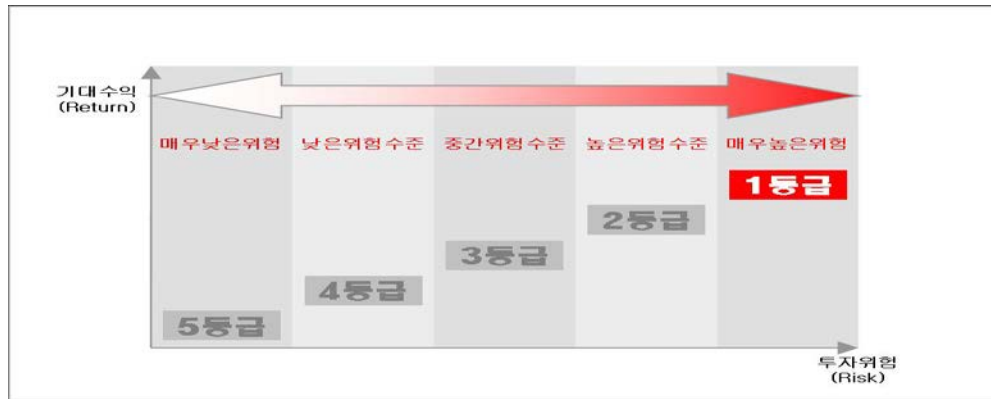 기대수익
(Return)
매우낮은위험 낮은위험수준 중간위험수준 높은위험수준 매우높은위험
1등급
2등급
3등급
4등급
5등급
투자위험
(Risk)